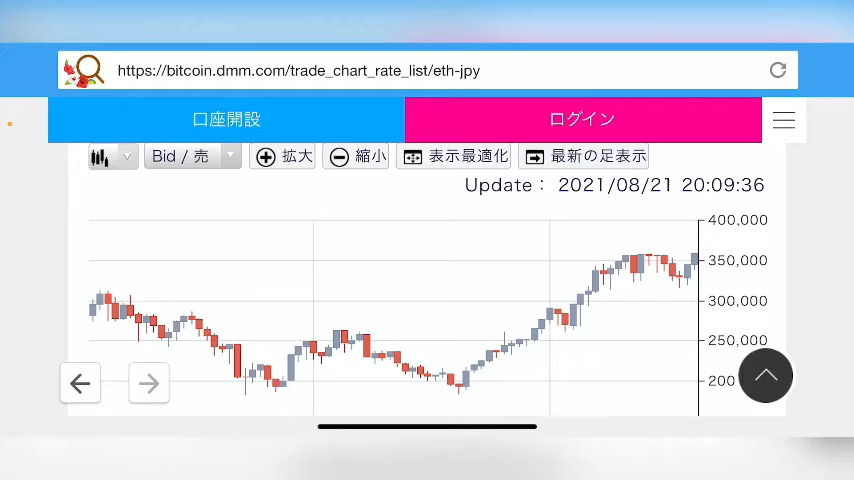 https://bitcoin.dmm.com/trade_chart_rate_list/eth-jpy
口座開設 ログイン
Bid / 売 拡大 縮小 表示最適化 最新の足表示
Update： 2021/08/21 20:09:36
400,000
350,000
300,000
250,000
200